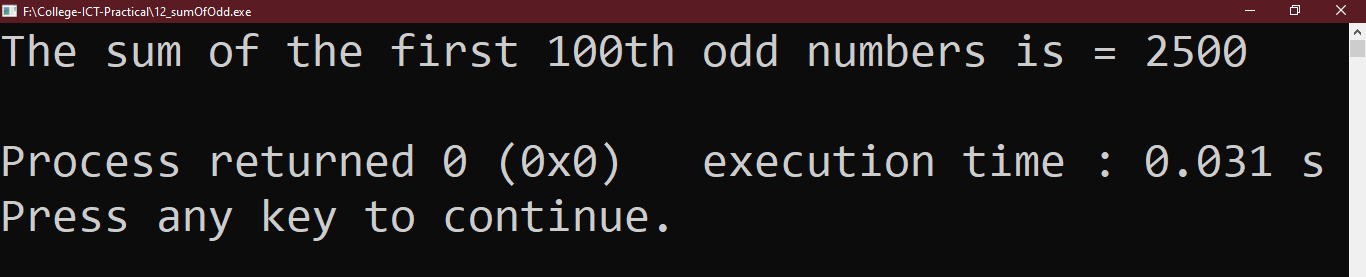 F:\College-ICT-Practical\12_sumOfOdd.exe
The sum of the first 100th odd numbers is = 2500
Process returned 0 (0x0)   execution time : 0.031 s
Press any key to continue.